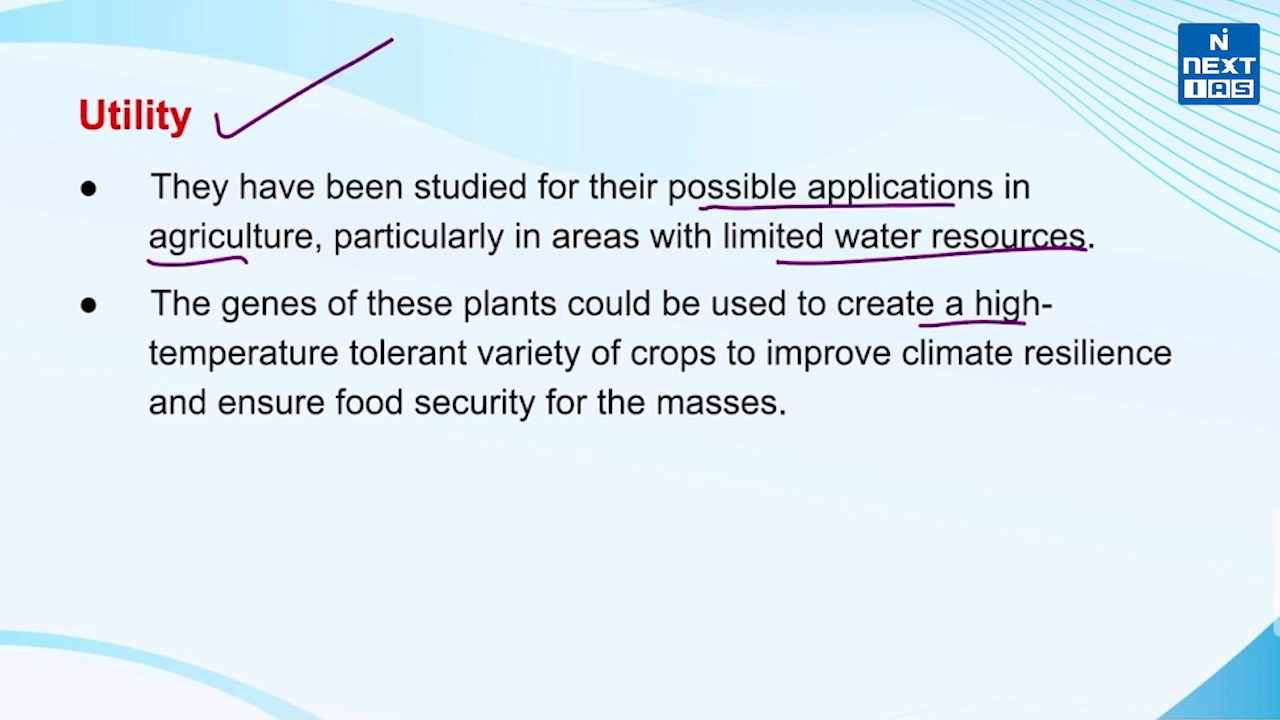 NEXT
IAS
Utility
● They have been studied for their possible applications in
agriculture, particularly in areas with limited water resources.
● The genes of these plants could be used to create a high-
temperature tolerant variety of crops to improve climate resilience
and ensure food security for the masses.